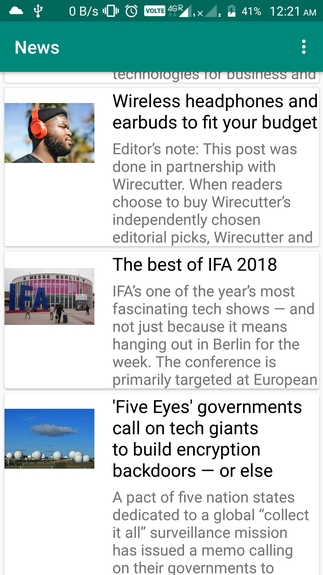 0 B/s VOLTE 4G R x x 41% 12:21 AM
News
technologies for business and
Wireless headphones and
earbuds to fit your budget
Editor's note: This post was
done in partnership with
Wirecutter. When readers
choose to buy Wirecutter's
independently chosen
editorial picks, Wirecutter and
IFA
The best of IFA 2018
IFA's one of the year's most
fascinating tech shows — and
not just because it means
hanging out in Berlin for the
week. The conference is
primarily targeted at European
'Five Eyes' governments
call on tech giants
to build encryption
backdoors — or else
A pact of five nation states
dedicated to a global "collect
it all" surveillance mission
has issued a memo calling
on their governments to